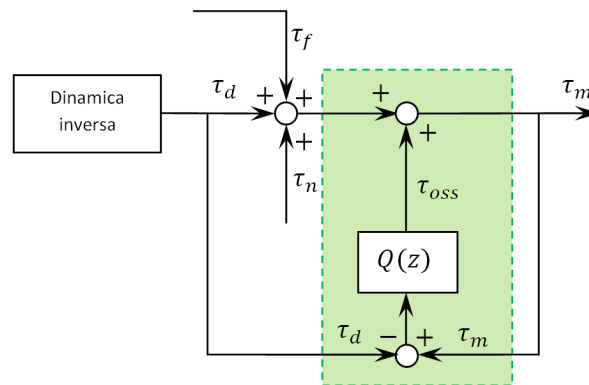 τ_f
Dinamica
inversa
τ_d
+
+
+
τ_n
+
+
τ_m
τ_oss
Q(z)
τ_d
−
+
τ_m